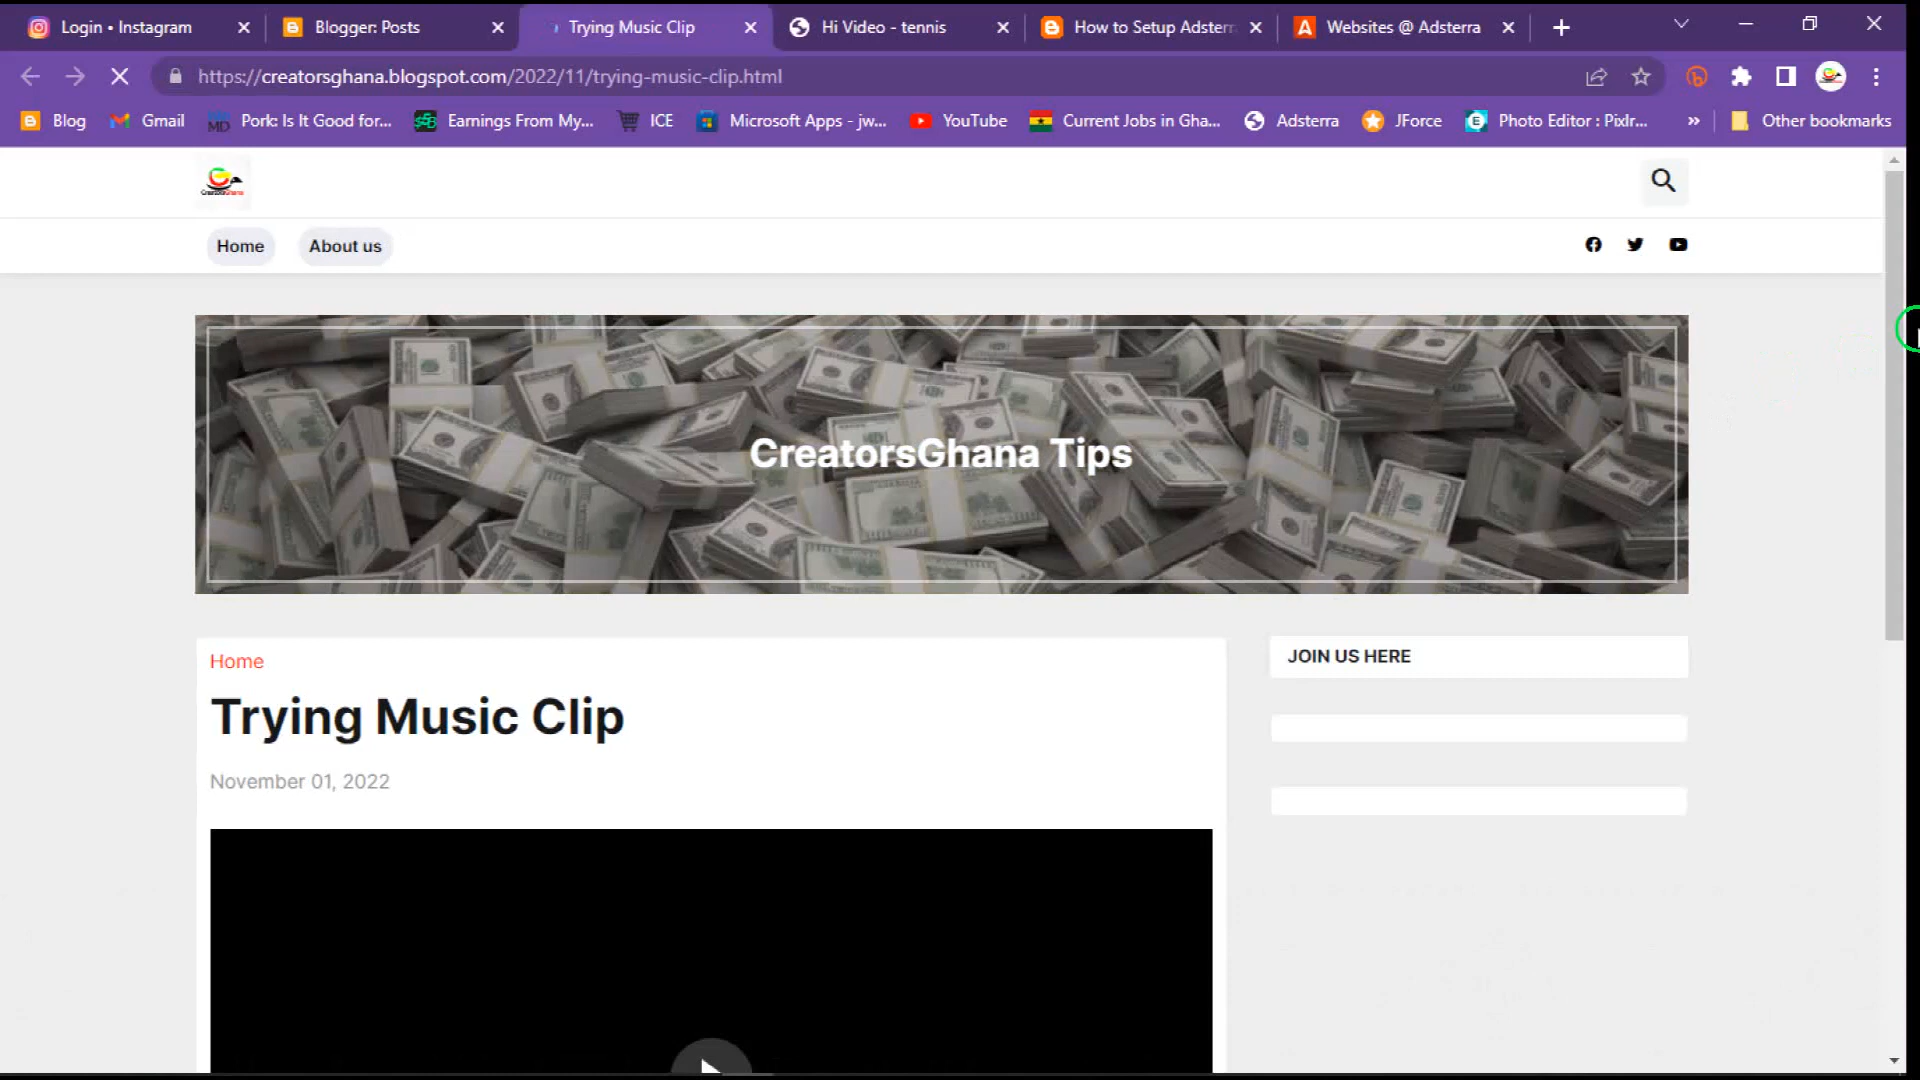 Login • Instagram
Blogger: Posts
Trying Music Clip
Hi Video - tennis
How to Setup Adsterr
Websites @ Adsterra
https://creatorsghana.blogspot.com/2022/11/trying-music-clip.html
Blog
Gmail
MD
Pork: Is It Good for...
Earnings From My...
ICE
Microsoft Apps - jw...
YouTube
Current Jobs in Gha...
Adsterra
JForce
Photo Editor : Pixlr...
Other bookmarks
CreatorsGhana
Home
About us
CreatorsGhana Tips
Home
JOIN US HERE
Trying Music Clip
November 01, 2022